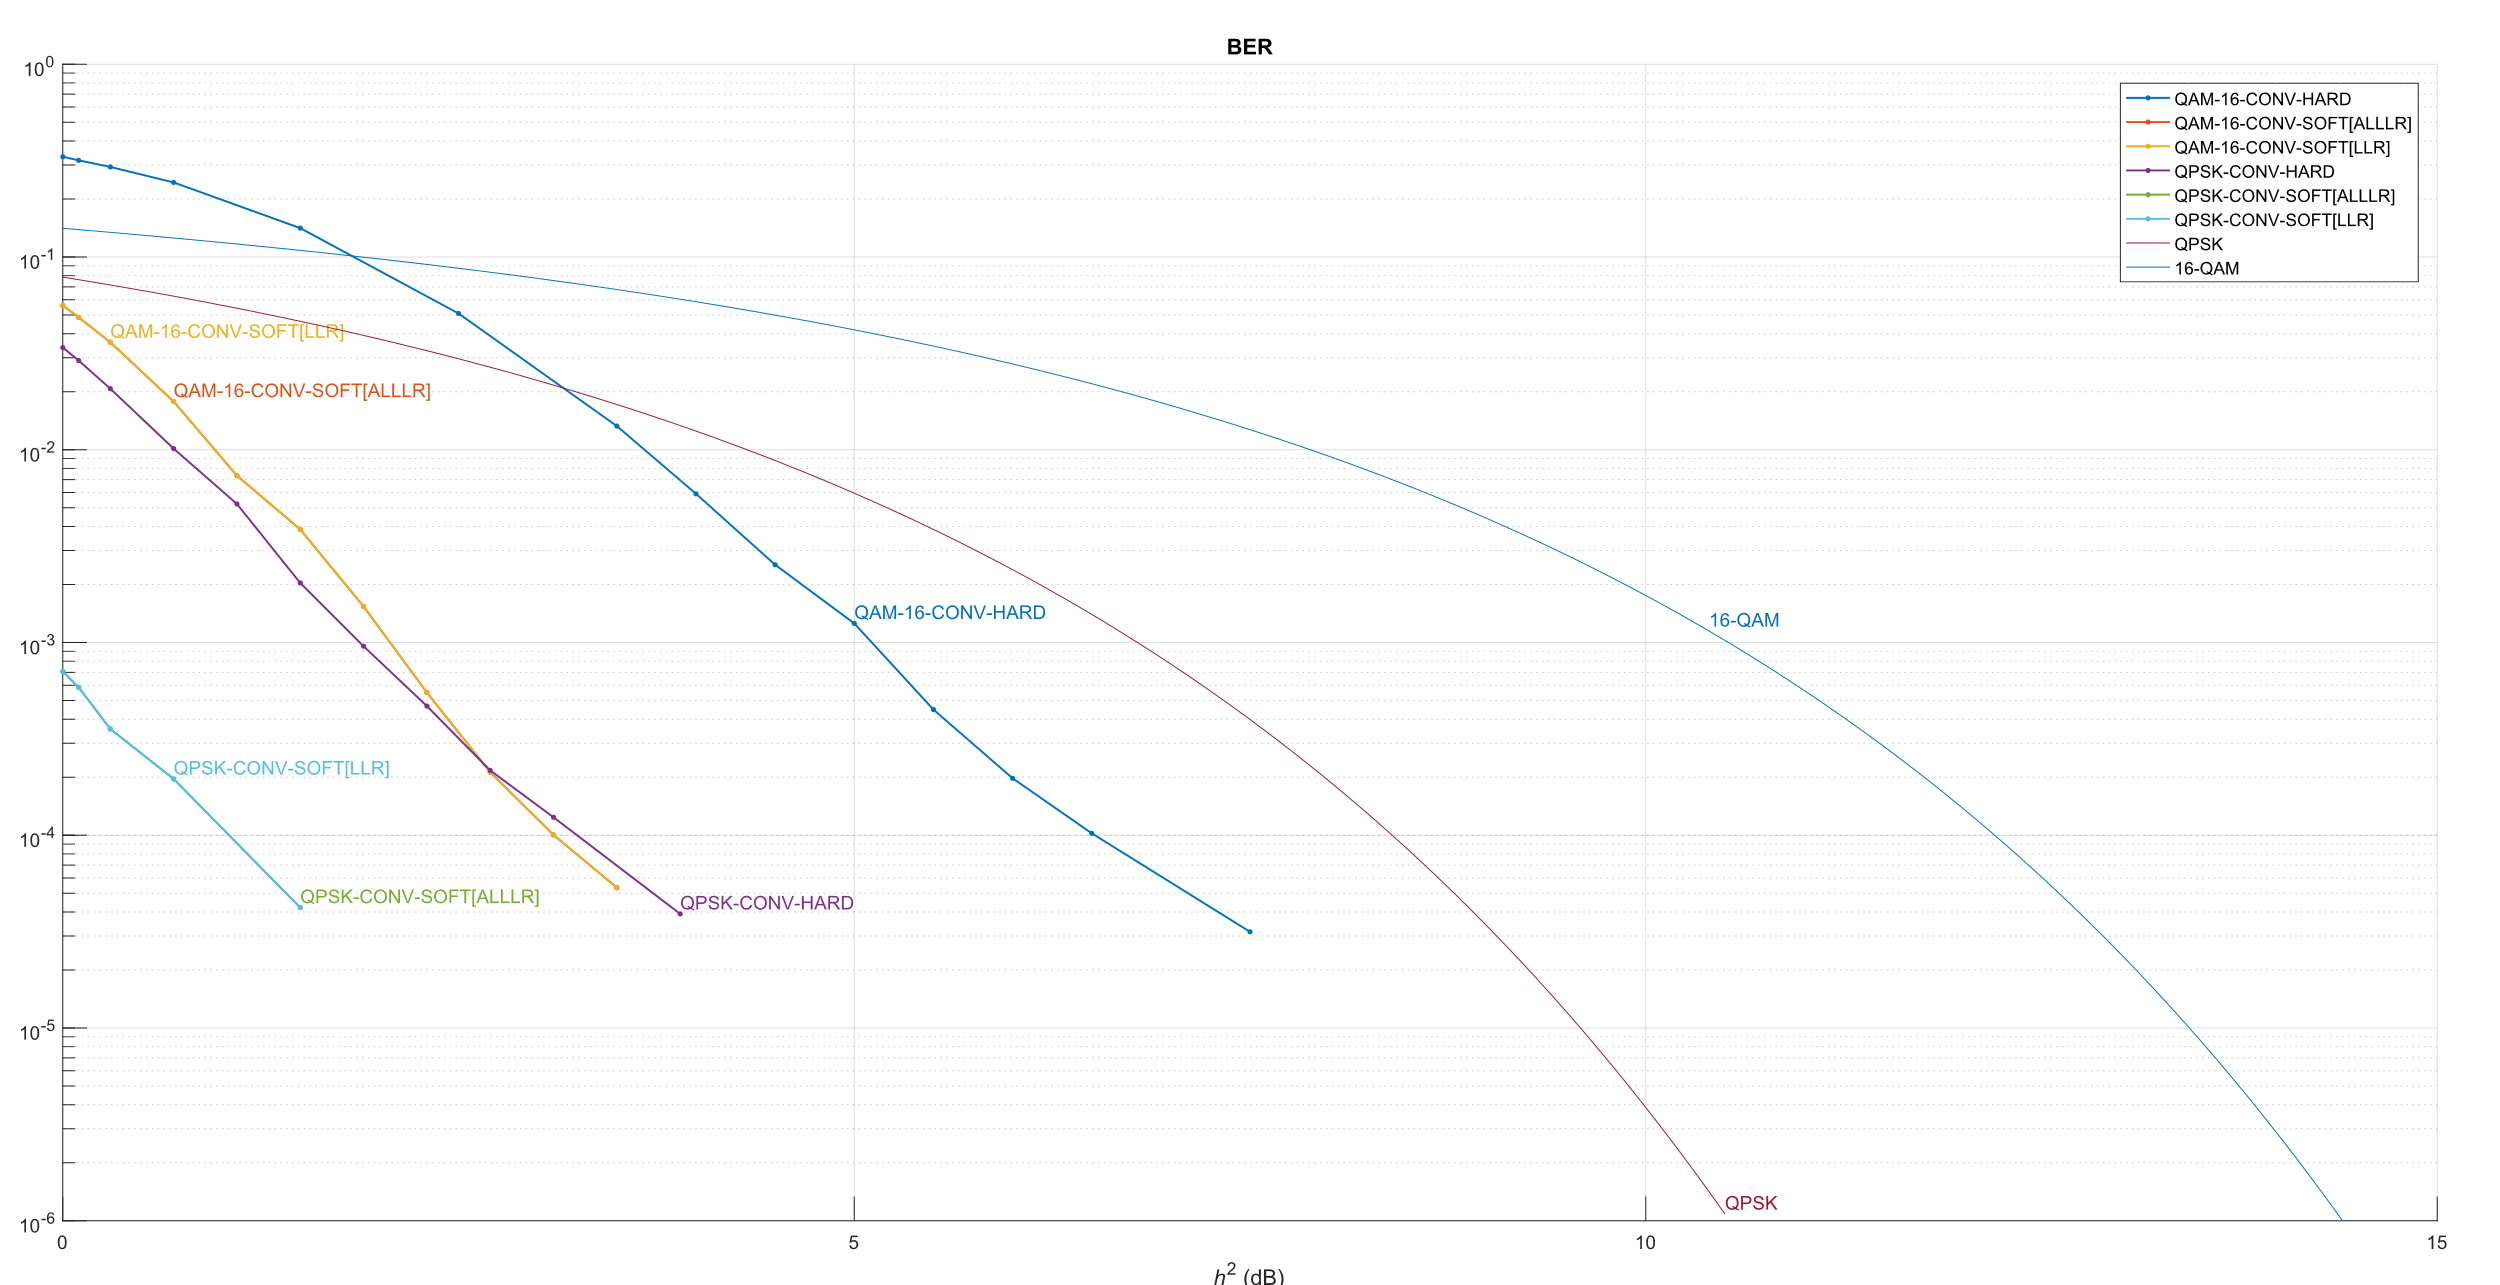 BER
10^0
10^-1
10^-2
10^-3
10^-4
10^-5
10^-6
QAM-16-CONV-HARD
QAM-16-CONV-SOFT[ALLLR]
QAM-16-CONV-SOFT[LLR]
QPSK-CONV-HARD
QPSK-CONV-SOFT[ALLLR]
QPSK-CONV-SOFT[LLR]
QPSK
16-QAM
QAM-16-CONV-SOFT[LLR]
QAM-16-CONV-SOFT[ALLLR]
QAM-16-CONV-HARD
16-QAM
QPSK-CONV-SOFT[LLR]
QPSK-CONV-SOFT[ALLLR]
QPSK-CONV-HARD
QPSK
0 5 10 15
h^2 (dB)